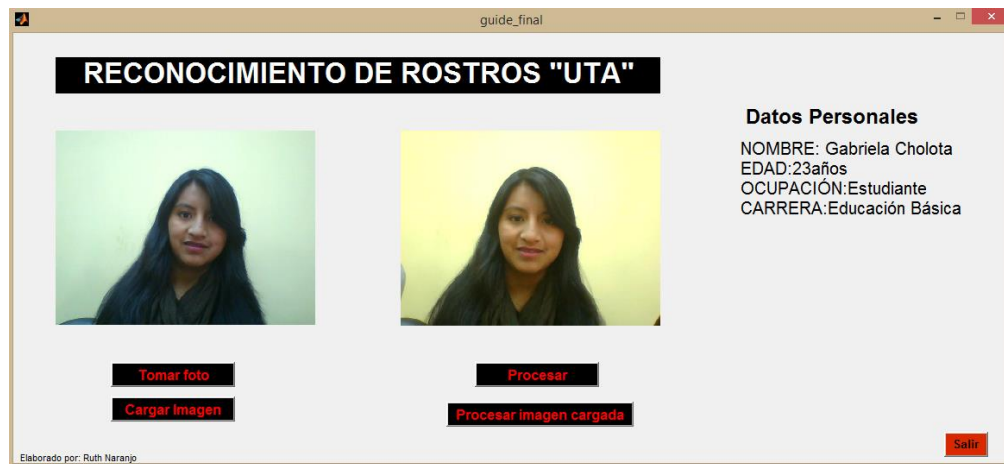 guide_final
RECONOCIMIENTO DE ROSTROS "UTA"
Datos Personales
NOMBRE: Gabriela Cholota
EDAD:23años
OCUPACIÓN:Estudiante
CARRERA:Educación Básica
Tomar foto
Procesar
Cargar Imagen
Procesar imagen cargada
Salir
Elaborado por: Ruth Naranjo